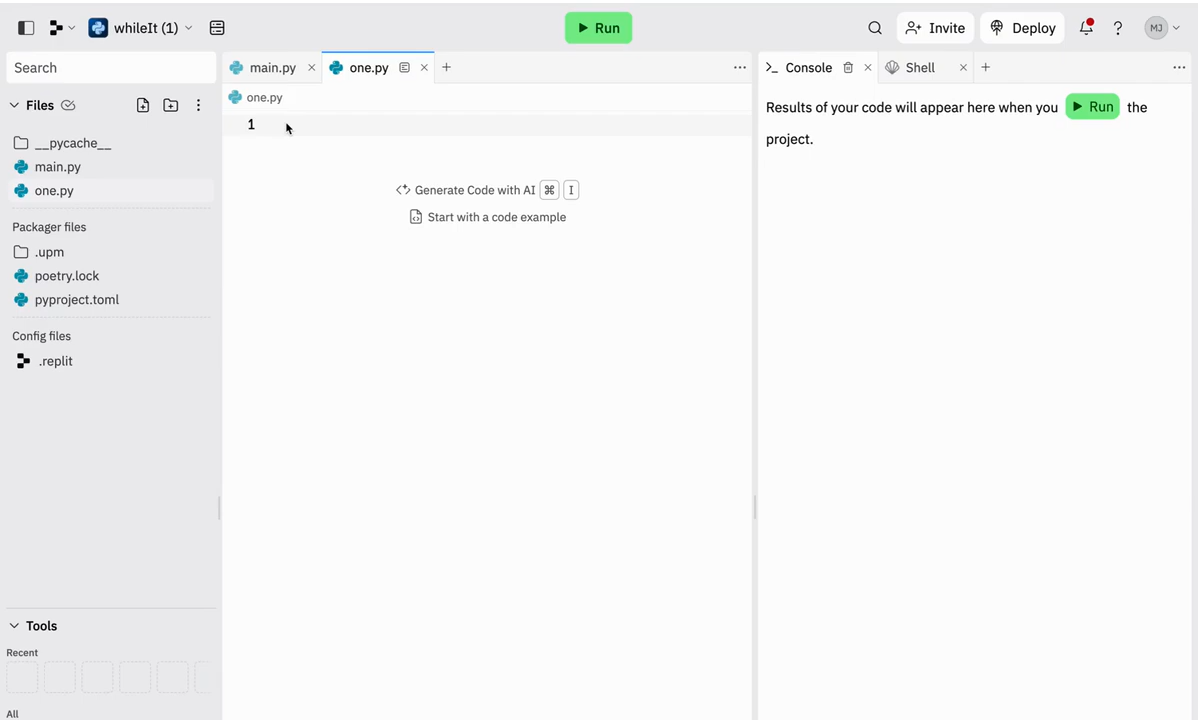 whileIt (1)
Run
Invite
Deploy
?
MJ
Search
main.py
one.py
Console
Shell
Files
one.py
Results of your code will appear here when you Run the
project.
1
__pycache__
main.py
one.py
Generate Code with AI ⌘ I
Start with a code example
Packager files
.upm
poetry.lock
pyproject.toml
Config files
.replit
Tools
Recent
All